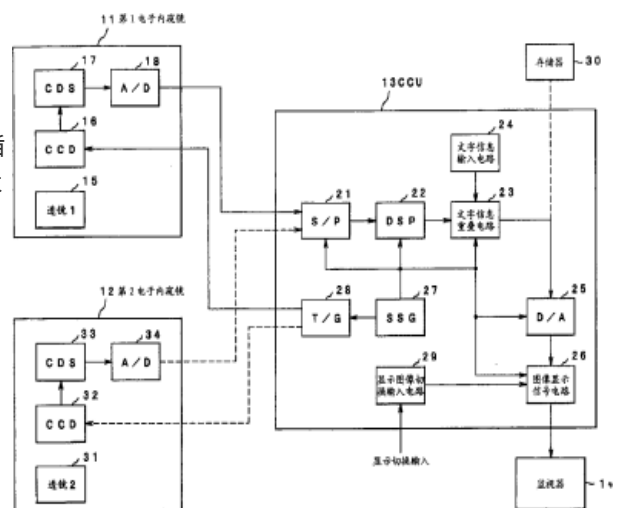 11 第1电子内窥镜
17
18
CDS
A/D
16
CCD
15
透镜1
存储器
30
13CCU
24
文字信息
输入电路
21
22
23
S/P
DSP
文字信息
重叠电路
12 第2电子内窥镜
33
34
CDS
A/D
32
CCD
31
透镜2
28
27
25
T/G
SSG
D/A
29
26
显示图像切
换输入电路
图像显示
信号电路
显示切换输入
监视器
14